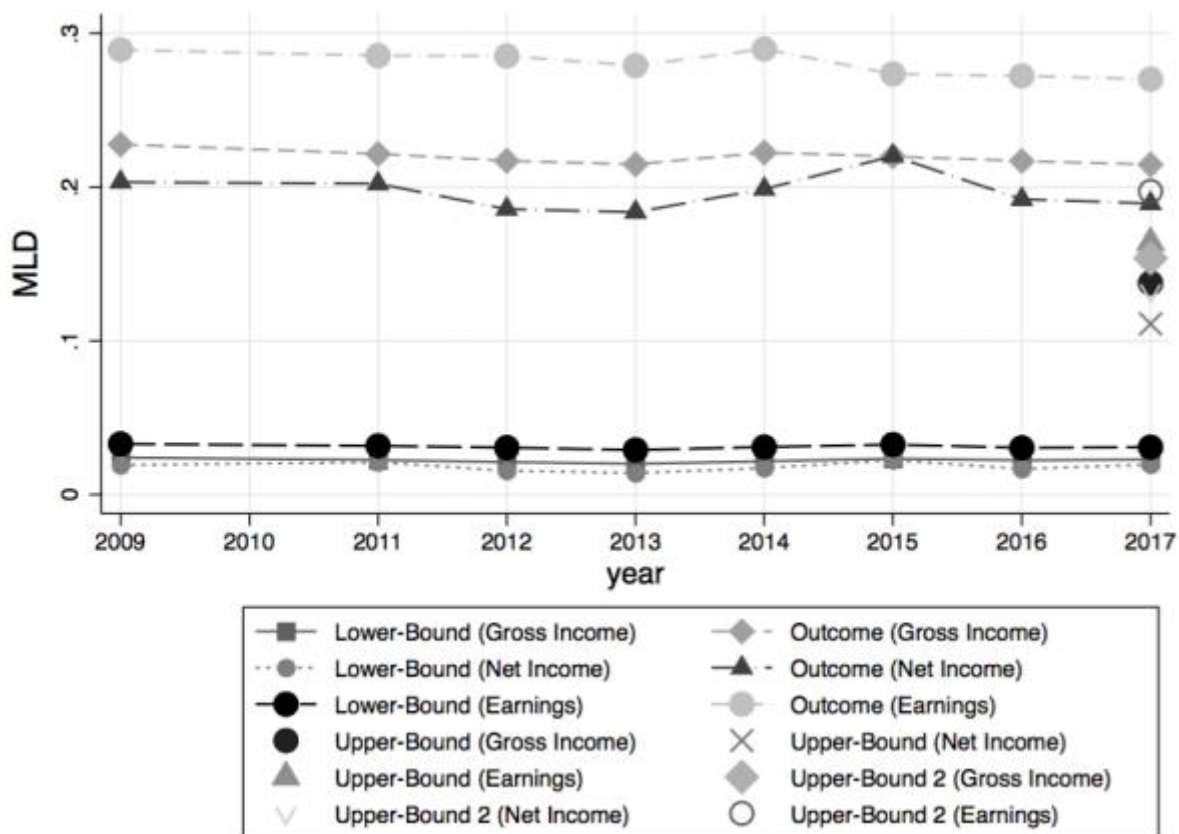 .3
.2
MLD
.1
0
2009 2010 2011 2012 2013 2014 2015 2016 2017
year
Lower-Bound (Gross Income) Outcome (Gross Income)
Lower-Bound (Net Income) Outcome (Net Income)
Lower-Bound (Earnings) Outcome (Earnings)
Upper-Bound (Gross Income) Upper-Bound (Net Income)
Upper-Bound (Earnings) Upper-Bound 2 (Gross Income)
Upper-Bound 2 (Net Income) Upper-Bound 2 (Earnings)